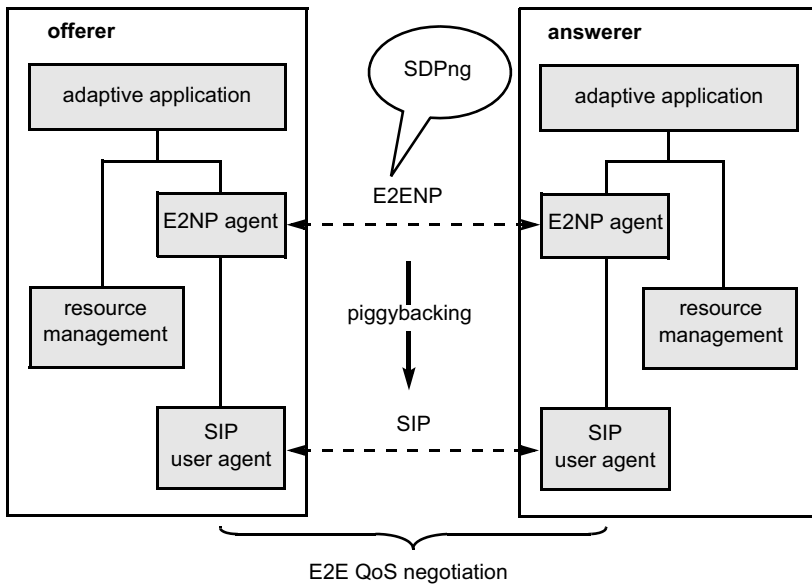 offerer
adaptive application
E2NP agent
resource
management
SIP
user agent
SDPng
E2ENP
piggybacking
SIP
answerer
adaptive application
E2NP agent
resource
management
SIP
user agent
E2E QoS negotiation